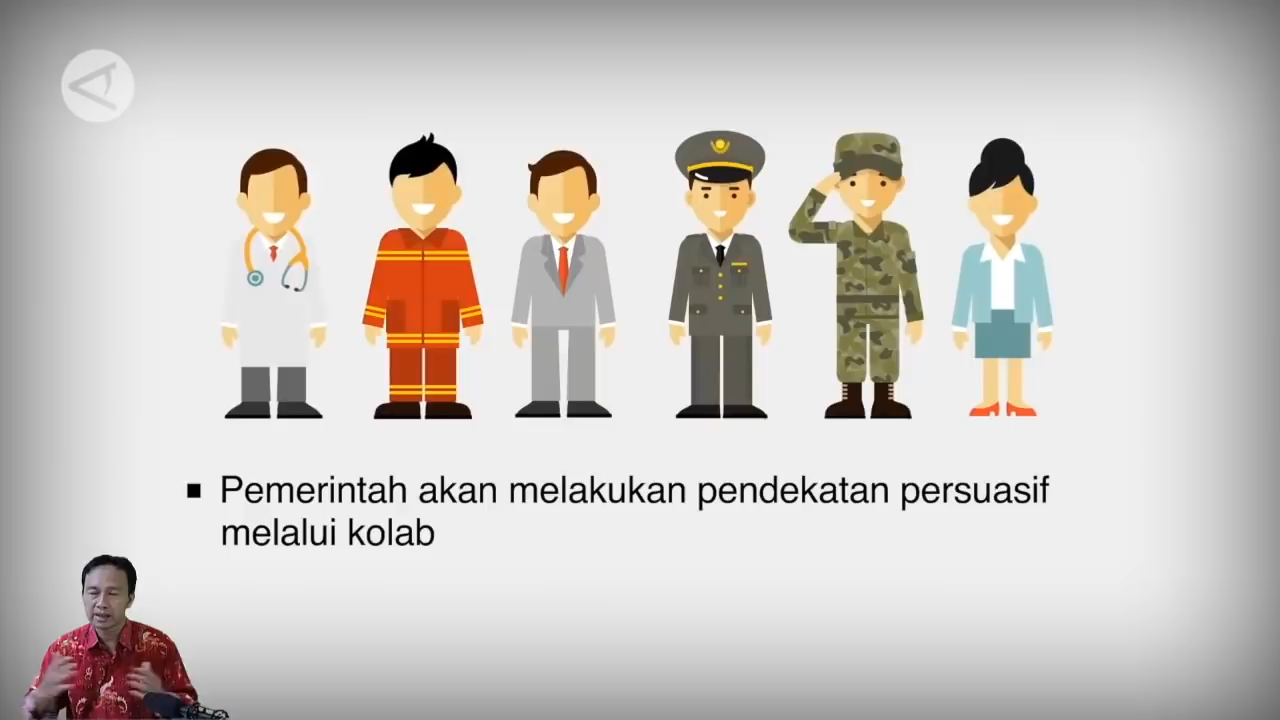 ▪ Pemerintah akan melakukan pendekatan persuasif
melalui kolab